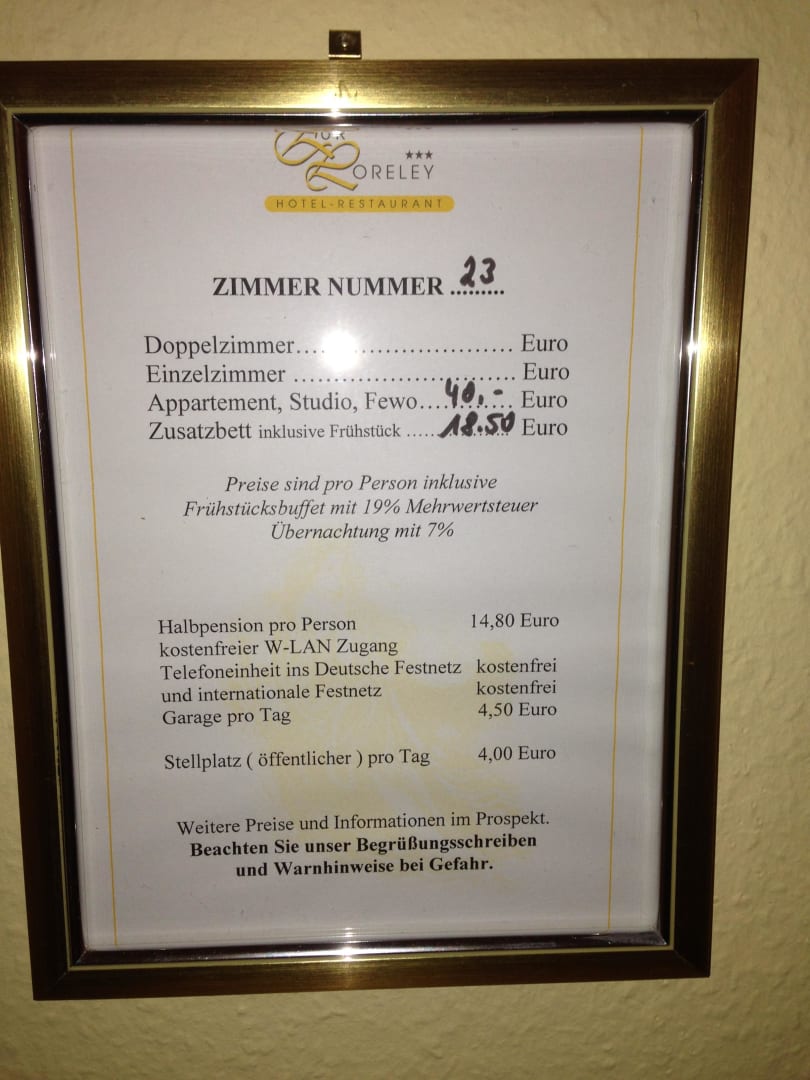 ZUR
LORELEY
HOTEL-RESTAURANT
ZIMMER NUMMER 23
Doppelzimmer.... ......................... Euro
Einzelzimmer .................................. Euro
Appartement, Studio, Fewo....40,-..... Euro
Zusatzbett inklusive Frühstück ......18.50 Euro
Preise sind pro Person inklusive
Frühstücksbuffet mit 19% Mehrwertsteuer
Übernachtung mit 7%
Halbpension pro Person 14,80 Euro
kostenfreier W-LAN Zugang
Telefoneinheit ins Deutsche Festnetz kostenfrei
und internationale Festnetz kostenfrei
Garage pro Tag 4,50 Euro
Stellplatz ( öffentlicher ) pro Tag 4,00 Euro
Weitere Preise und Informationen im Prospekt.
Beachten Sie unser Begrüßungsschreiben
und Warnhinweise bei Gefahr.